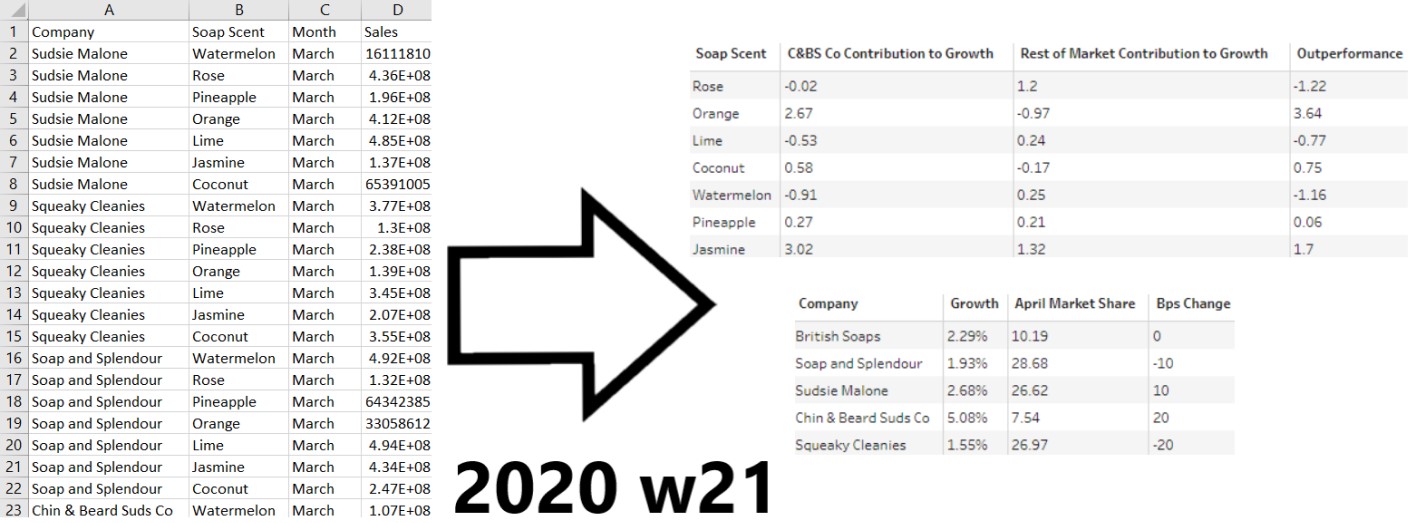 A B C D
1 Company Soap Scent Month Sales
2 Sudsie Malone Watermelon March 16111810
3 Sudsie Malone Rose March 4.36E+08
4 Sudsie Malone Pineapple March 1.96E+08
5 Sudsie Malone Orange March 4.12E+08
6 Sudsie Malone Lime March 4.85E+08
7 Sudsie Malone Jasmine March 1.37E+08
8 Sudsie Malone Coconut March 65391005
9 Squeaky Cleanies Watermelon March 3.77E+08
10 Squeaky Cleanies Rose March 1.3E+08
11 Squeaky Cleanies Pineapple March 2.38E+08
12 Squeaky Cleanies Orange March 1.39E+08
13 Squeaky Cleanies Lime March 3.45E+08
14 Squeaky Cleanies Jasmine March 2.07E+08
15 Squeaky Cleanies Coconut March 3.55E+08
16 Soap and Splendour Watermelon March 4.92E+08
17 Soap and Splendour Rose March 1.32E+08
18 Soap and Splendour Pineapple March 64342385
19 Soap and Splendour Orange March 33058612
20 Soap and Splendour Lime March 4.94E+08
21 Soap and Splendour Jasmine March 4.34E+08
22 Soap and Splendour Coconut March 2.47E+08
23 Chin & Beard Suds Co Watermelon March 1.07E+08
Soap Scent C&BS Co Contribution to Growth Rest of Market Contribution to Growth Outperformance
Rose -0.02 1.2 -1.22
Orange 2.67 -0.97 3.64
Lime -0.53 0.24 -0.77
Coconut 0.58 -0.17 0.75
Watermelon -0.91 0.25 -1.16
Pineapple 0.27 0.21 0.06
Jasmine 3.02 1.32 1.7
Company Growth April Market Share Bps Change
British Soaps 2.29% 10.19 0
Soap and Splendour 1.93% 28.68 -10
Sudsie Malone 2.68% 26.62 10
Chin & Beard Suds Co 5.08% 7.54 20
Squeaky Cleanies 1.55% 26.97 -20
2020 w21